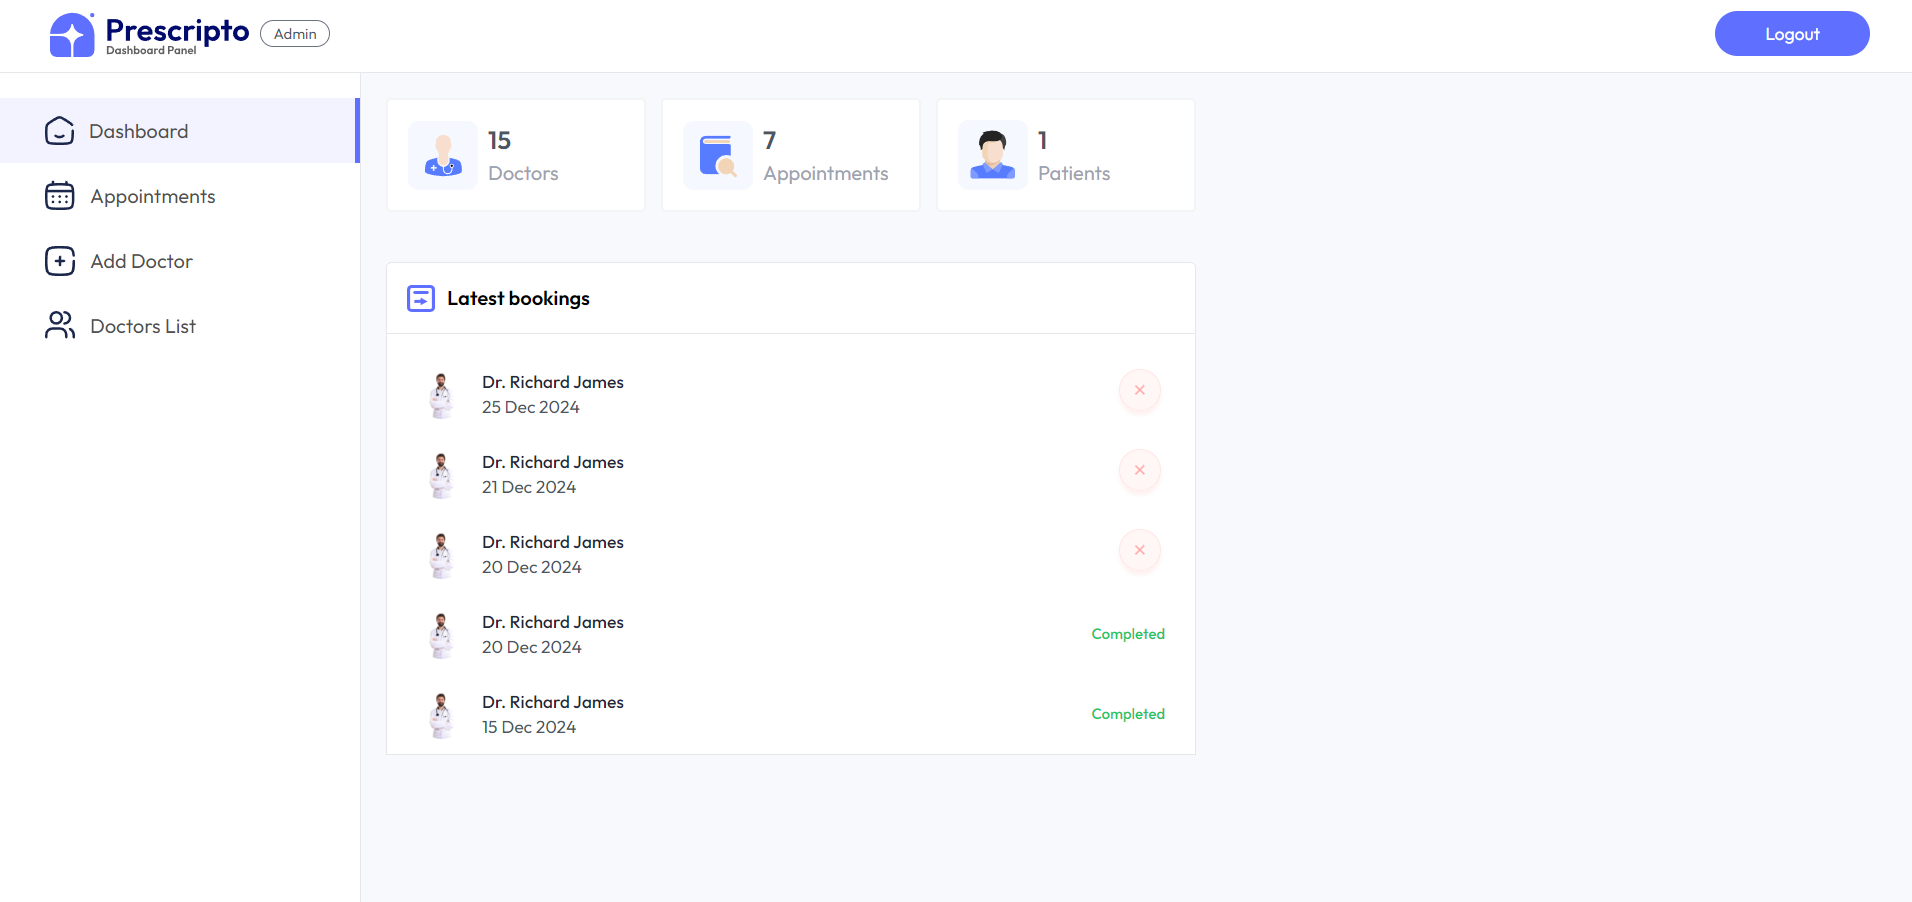 Prescripto
Dashboard Panel
Admin
Logout
Dashboard
Appointments
Add Doctor
Doctors List
15
Doctors
7
Appointments
1
Patients
Latest bookings
Dr. Richard James
25 Dec 2024
Dr. Richard James
21 Dec 2024
Dr. Richard James
20 Dec 2024
Dr. Richard James
20 Dec 2024
Completed
Dr. Richard James
15 Dec 2024
Completed